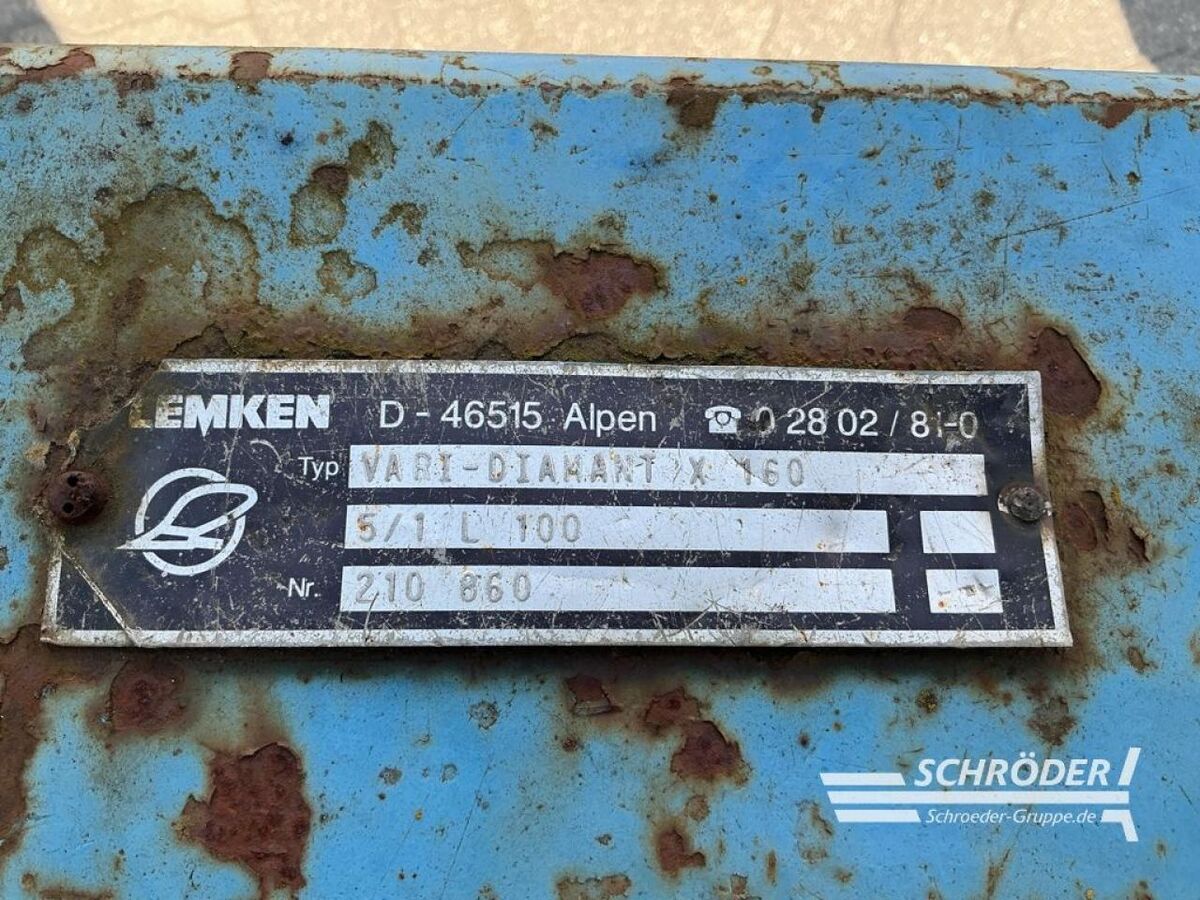 LEMKEN D-46515 Alpen ☎ 0 28 02 / 81-0
Typ VARI-DIAMANT X 160
5/1 L 100
Nr. 210 860
SCHRÖDER
Schroeder-Gruppe.de